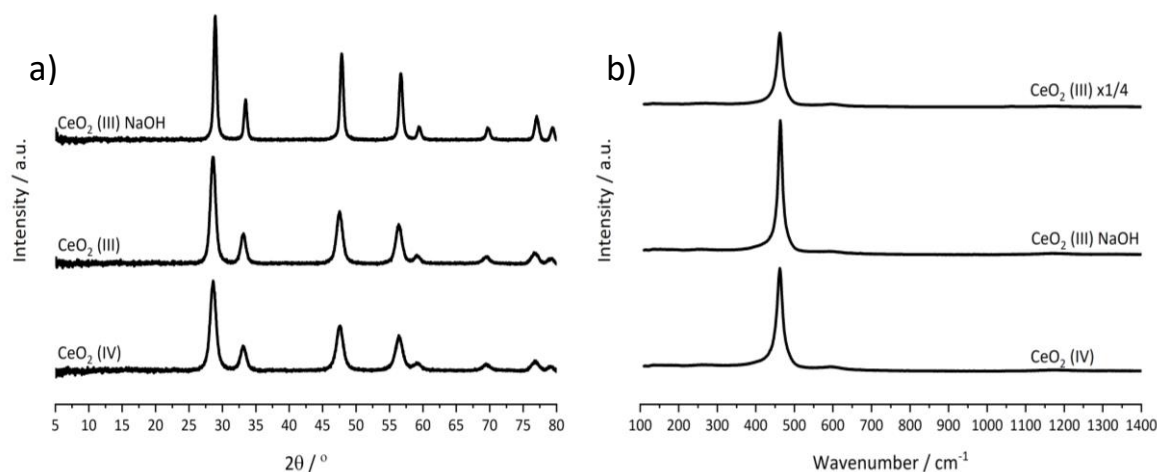 a)
CeO₂ (III) NaOH
CeO₂ (III)
CeO₂ (IV)
Intensity / a.u.
5 10 15 20 25 30 35 40 45 50 55 60 65 70 75 80
2θ / °
b)
CeO₂ (III) x1/4
CeO₂ (III) NaOH
CeO₂ (IV)
Intensity / a.u.
100 200 300 400 500 600 700 800 900 1000 1100 1200 1300 1400
Wavenumber / cm⁻¹